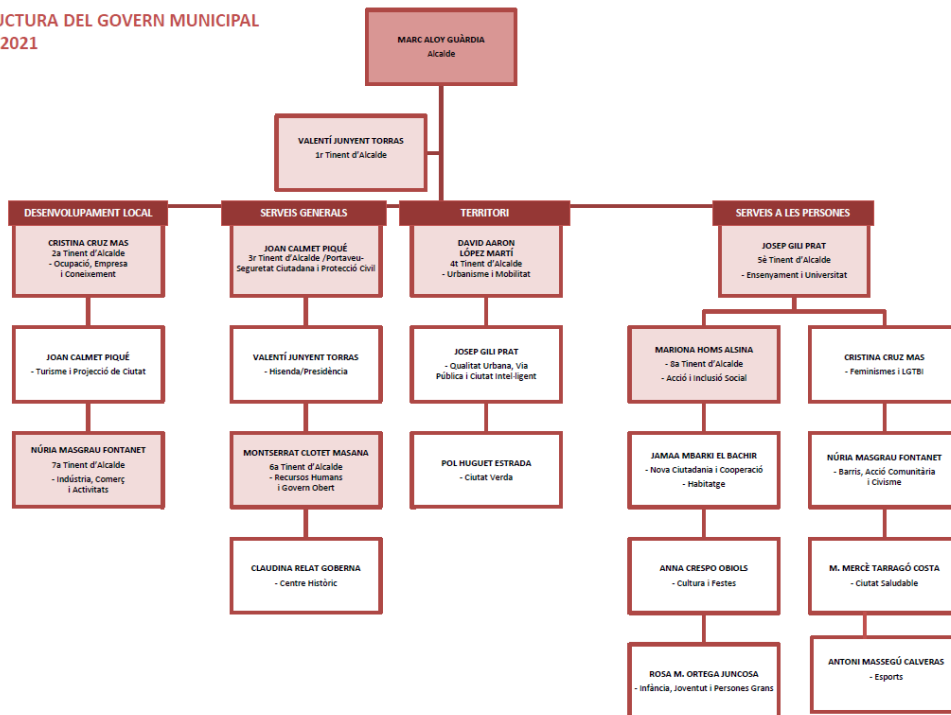 UCTURA DEL GOVERN MUNICIPAL
2021
MARC ALOY GUÀRDIA
Alcalde
VALENTÍ JUNYENT TORRAS
1r Tinent d'Alcalde
DESENVOLUPAMENT LOCAL
CRISTINA CRUZ MAS
2a Tinent d'Alcalde
- Ocupació, Empresa
i Coneixement
JOAN CALMET PIQUÉ
- Turisme i Projecció de Ciutat
NÚRIA MASGRAU FONTANET
7a Tinent d'Alcalde
- Indústria, Comerç
i Activitats
SERVEIS GENERALS
JOAN CALMET PIQUÉ
3r Tinent d'Alcalde /Portaveu-
Seguretat Ciutadana i Protecció Civil
VALENTÍ JUNYENT TORRAS
- Hisenda/Presidència
MONTSERRAT CLOTET MASANA
6a Tinent d'Alcalde
- Recursos Humans
i Govern Obert
CLAUDINA RELAT GOBERNA
- Centre Històric
TERRITORI
DAVID AARON
LÓPEZ MARTÍ
4t Tinent d'Alcalde
- Urbanisme i Mobilitat
JOSEP GILI PRAT
- Qualitat Urbana, Via
Pública i Ciutat Intel·ligent
POL HUGUET ESTRADA
- Ciutat Verda
SERVEIS A LES PERSONES
JOSEP GILI PRAT
5è Tinent d'Alcalde
- Ensenyament i Universitat
MARIONA HOMS ALSINA
- 8a Tinent d'Alcalde
- Acció i Inclusió Social
JAMAA MBARKI EL BACHIR
- Nova Ciutadania i Cooperació
- Habitatge
ANNA CRESPO OBIOLS
- Cultura i Festes
ROSA M. ORTEGA JUNCOSA
- Infància, Joventut i Persones Grans
CRISTINA CRUZ MAS
- Feminismes i LGTBI
NÚRIA MASGRAU FONTANET
- Barris, Acció Comunitària
i Civisme
M. MERCÈ TARRAGÓ COSTA
- Ciutat Saludable
ANTONI MASSEGÚ CALVERAS
- Esports